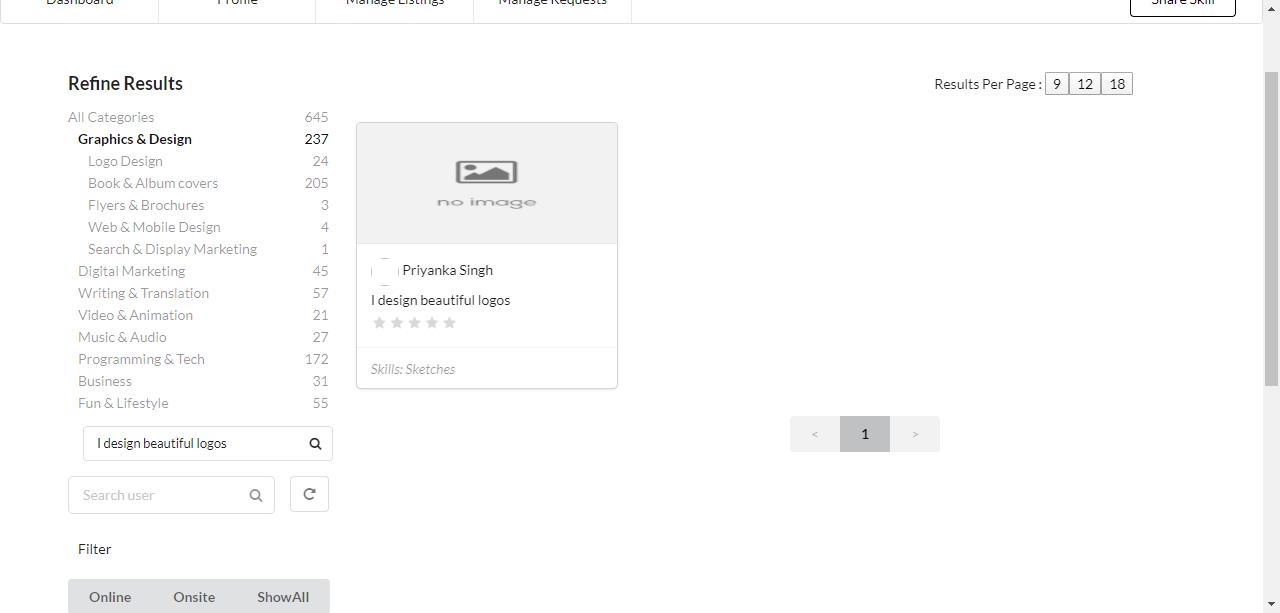 Dashboard Profile Manage Listings Manage Requests Share Skill
Refine Results
Results Per Page : 9 12 18
All Categories 645
Graphics & Design 237
Logo Design 24
Book & Album covers 205
Flyers & Brochures 3
Web & Mobile Design 4
Search & Display Marketing 1
Digital Marketing 45
Writing & Translation 57
Video & Animation 21
Music & Audio 27
Programming & Tech 172
Business 31
Fun & Lifestyle 55
I design beautiful logos
Search user
Filter
Online Onsite ShowAll
no image
Priyanka Singh
I design beautiful logos
Skills: Sketches
< 1 >